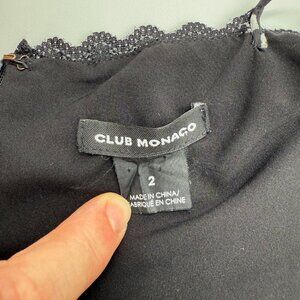 CLUB MONACO
2
MADE IN CHINA/
FABRIQUÉ EN CHINE